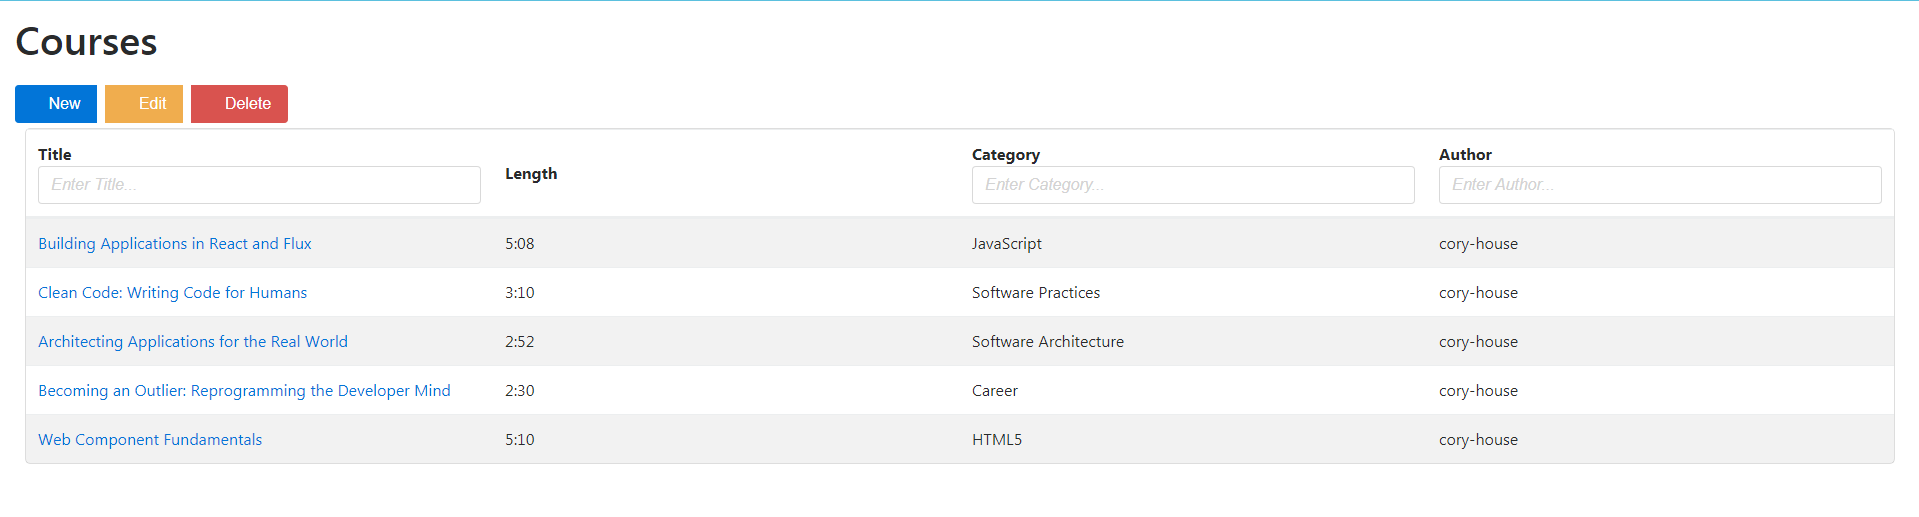 Courses
New Edit Delete
Title Length Category Author
Enter Title... Enter Category... Enter Author...
Building Applications in React and Flux 5:08 JavaScript cory-house
Clean Code: Writing Code for Humans 3:10 Software Practices cory-house
Architecting Applications for the Real World 2:52 Software Architecture cory-house
Becoming an Outlier: Reprogramming the Developer Mind 2:30 Career cory-house
Web Component Fundamentals 5:10 HTML5 cory-house